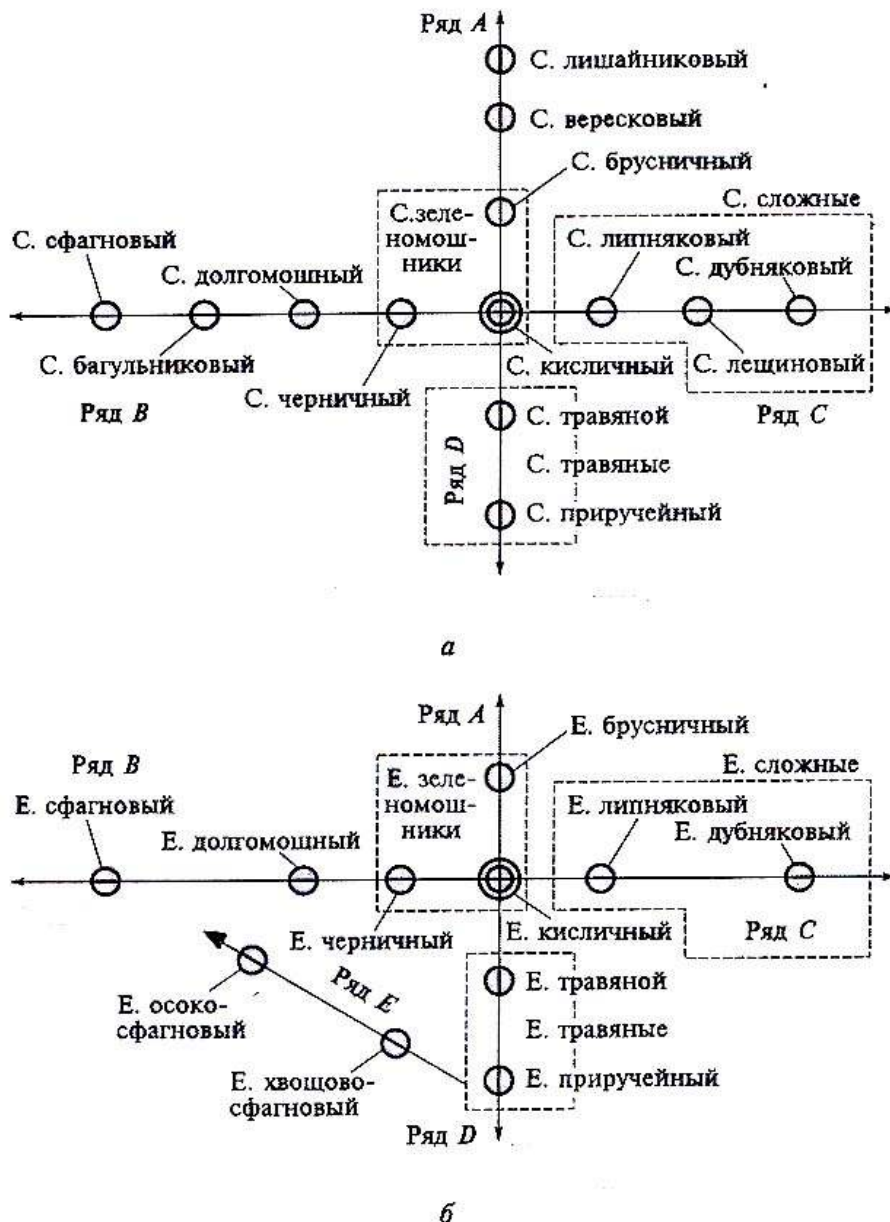 Ряд A
С. лишайниковый
С. вересковый
С. брусничный
С.зеле-
номош-
ники
С. сложные
С. сфагновый
С. липняковый
С. долгомошный
С. дубняковый
С. багульниковый
С. кисличный
С. лещиновый
С. черничный
Ряд B
Ряд C
С. травяной
Ряд D
С. травяные
С. приручейный
а
Ряд A
Е. брусничный
Ряд B
Е. зеле-
номош-
ники
Е. сложные
Е. сфагновый
Е. липняковый
Е. долгомошный
Е. дубняковый
Е. черничный
Е. кисличный
Ряд C
Ряд E
Е. травяной
Е. осоко-
сфагновый
Е. травяные
Е. хвощово-
сфагновый
Е. приручейный
Ряд D
б